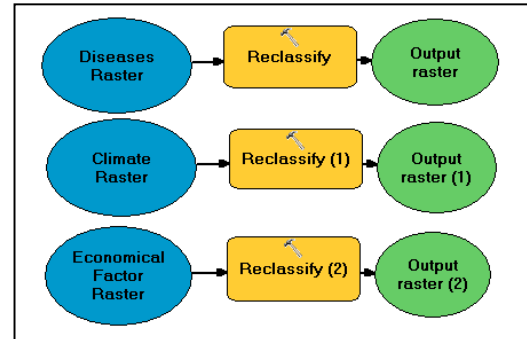 Diseases
Raster
Reclassify
Output
raster
Climate
Raster
Reclassify (1)
Output
raster (1)
Economical
Factor
Raster
Reclassify (2)
Output
raster (2)